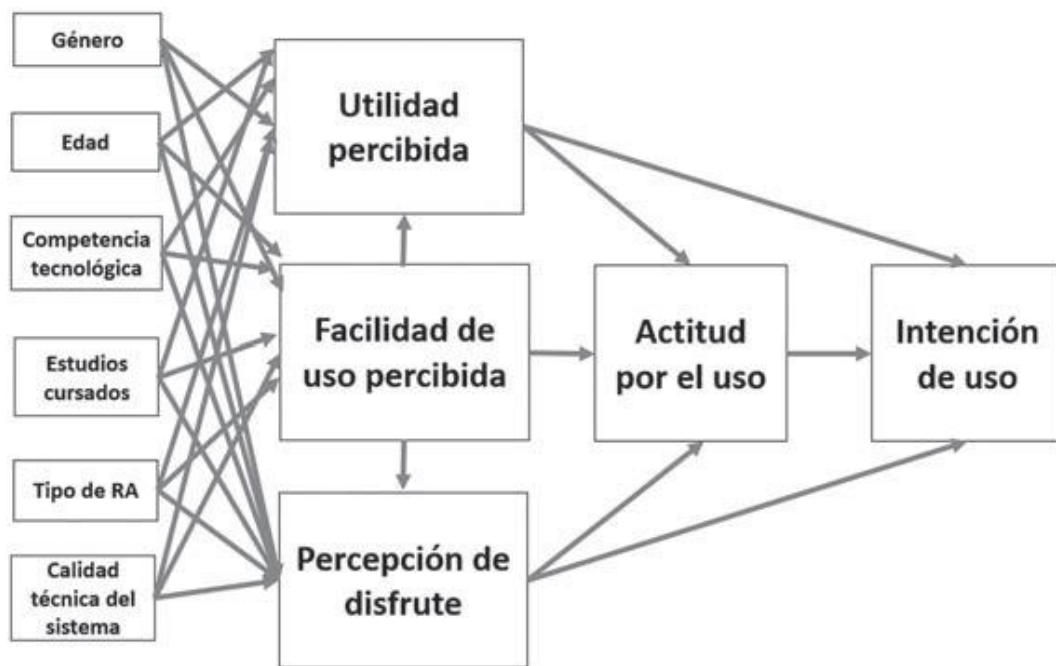 Género
Edad
Competencia
tecnológica
Estudios
cursados
Tipo de RA
Calidad
técnica del
sistema
Utilidad
percibida
Facilidad de
uso percibida
Percepción de
disfrute
Actitud
por el uso
Intención
de uso